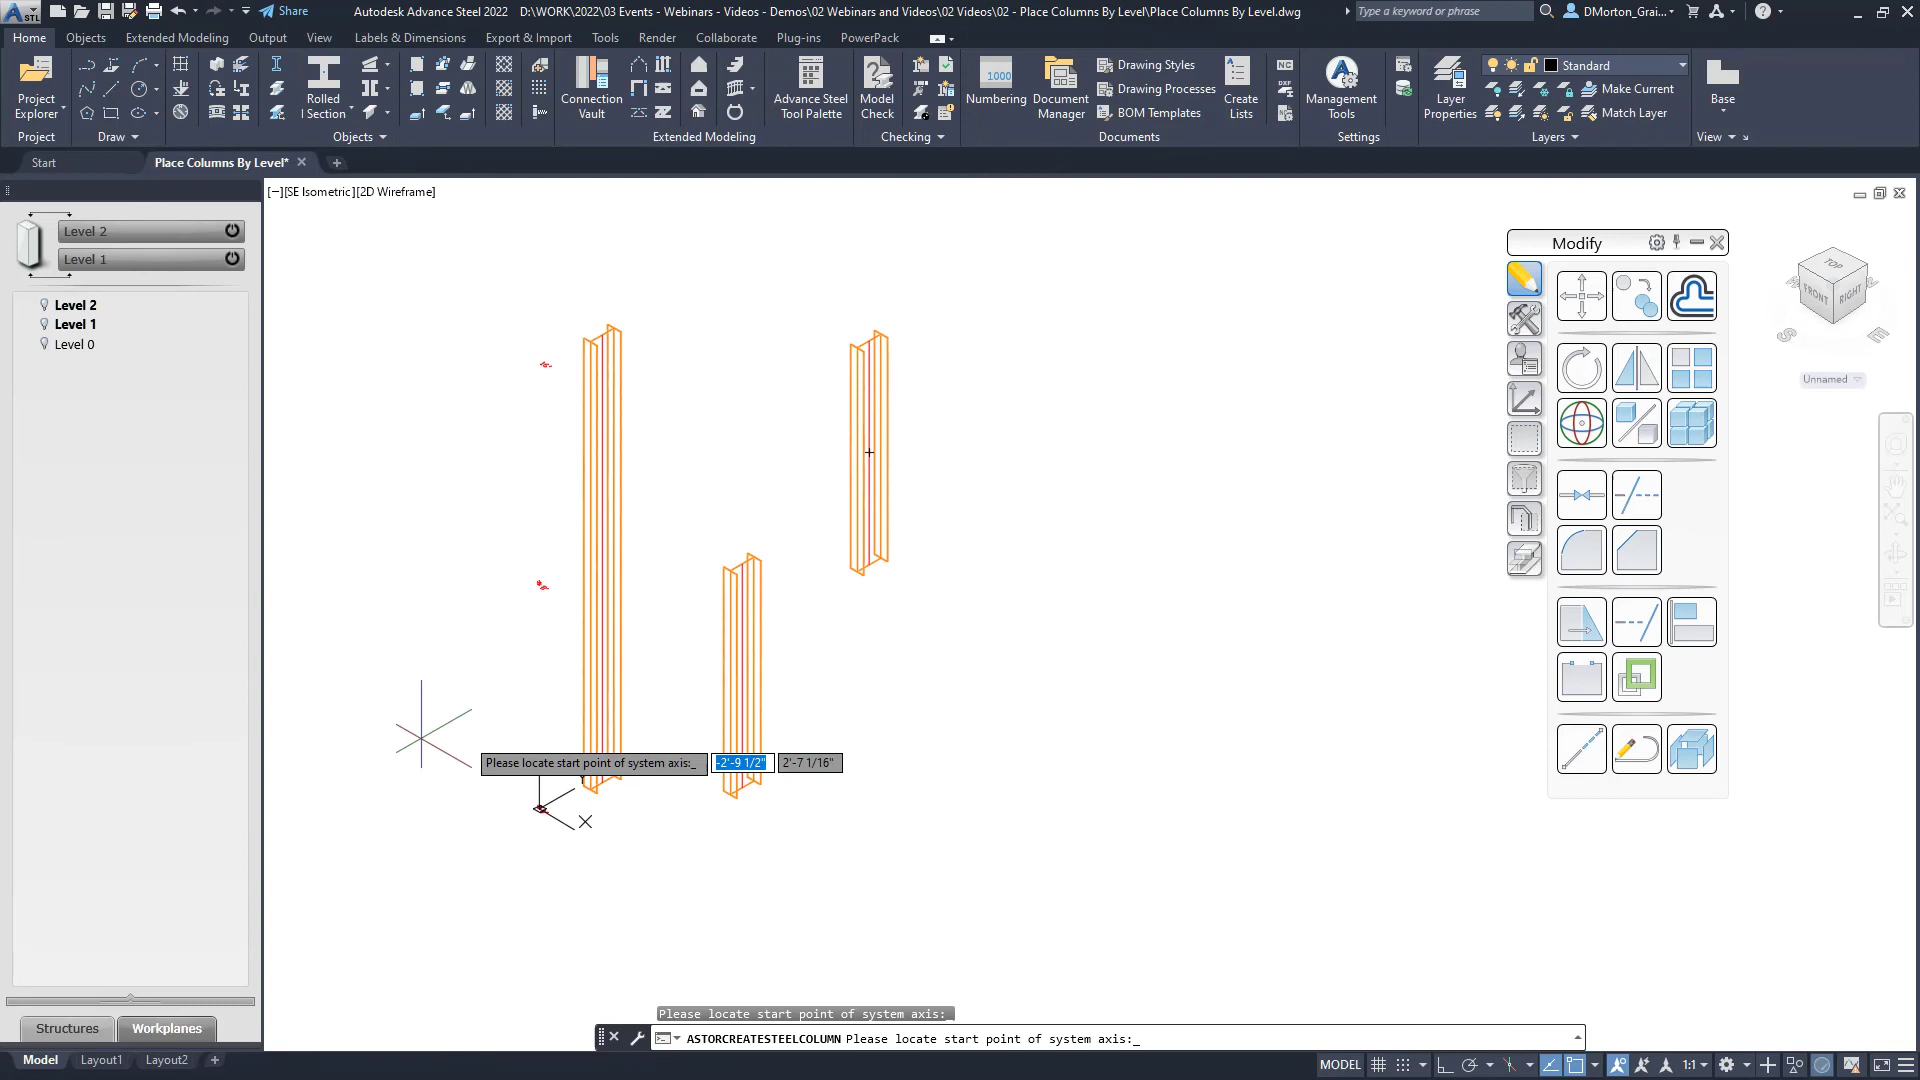 STL
Share
Autodesk Advance Steel 2022 D:\WORK\2022\03 Events - Webinars - Videos - Demos\02 Webinars and Videos\02 Videos\02 - Place Columns By Level\Place Columns By Level.dwg
Type a keyword or phrase
DMorton_Grai...
Home Objects Extended Modeling Output View Labels & Dimensions Export & Import Tools Render Collaborate Plug-ins PowerPack
Project Explorer
Rolled I Section
Connection Vault
Advance Steel Tool Palette
Model Check
1000
Numbering
Document Manager
Drawing Styles
Drawing Processes
BOM Templates
Create Lists
NC
DXF
Management Tools
Layer Properties
Standard
Make Current
Match Layer
Base
Project Draw Objects Extended Modeling Checking Documents Settings Layers View
Start Place Columns By Level*
[−][SE Isometric][2D Wireframe]
Level 2
Level 1
Level 2
Level 1
Level 0
Modify
TOP
FRONT
RIGHT
S
E
Unnamed
Please locate start point of system axis:_ -2'-9 1/2" 2'-7 1/16"
Y
X
Please locate start point of system axis:_
ASTORCREATESTEELCOLUMN Please locate start point of system axis:_
Structures Workplanes
Model Layout1 Layout2
MODEL 1:1